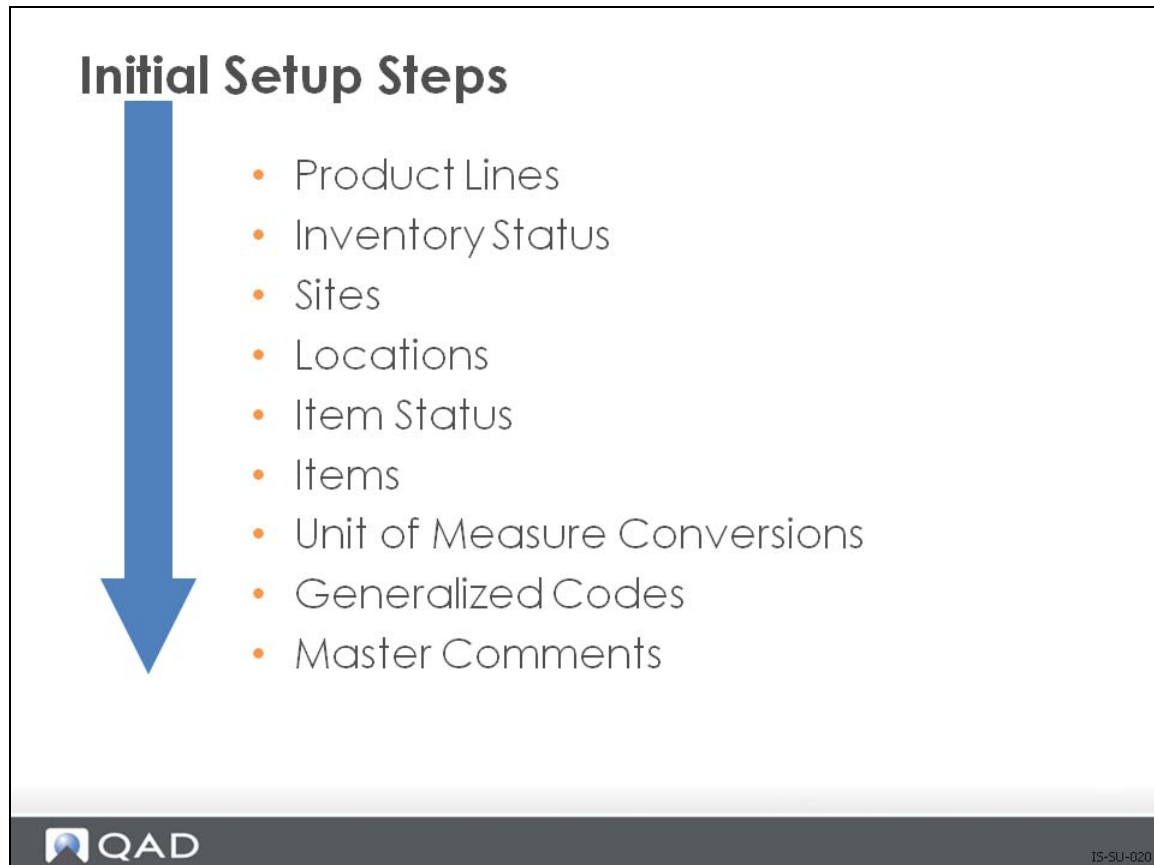 Initial Setup Steps
• Product Lines
• Inventory Status
• Sites
• Locations
• Item Status
• Items
• Unit of Measure Conversions
• Generalized Codes
• Master Comments
QAD
IS-SU-020